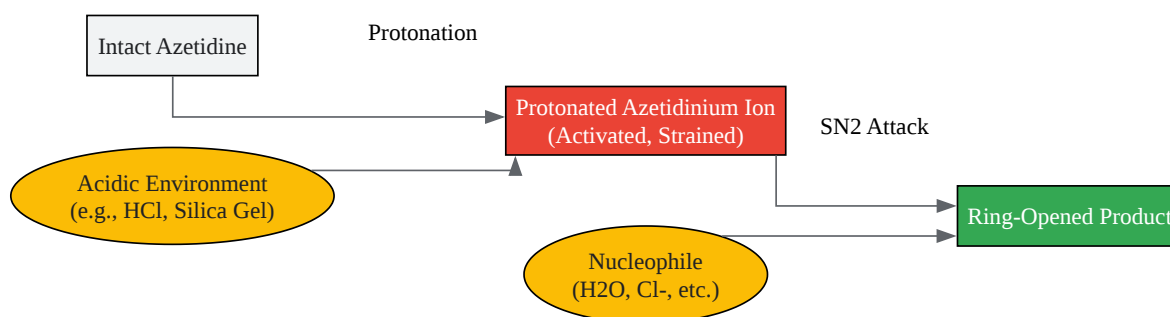 Intact Azetidine
Protonation
Protonated Azetidinium Ion
(Activated, Strained)
SN2 Attack
Acidic Environment
(e.g., HCl, Silica Gel)
Ring-Opened Product
Nucleophile
(H2O, Cl-, etc.)